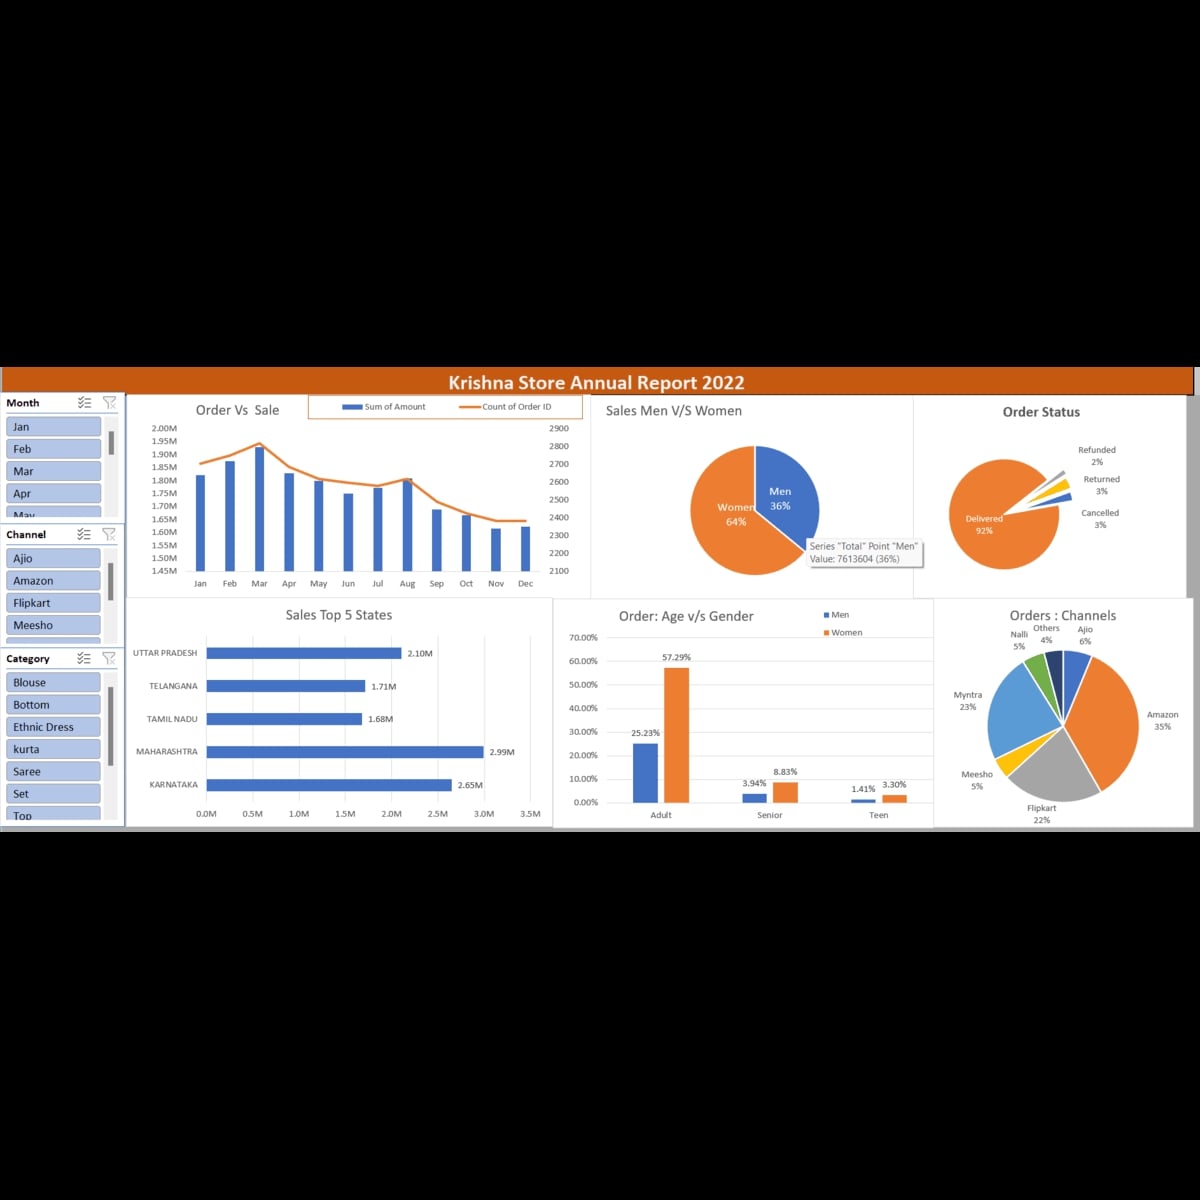 Krishna Store Annual Report 2022
Month
Jan
Feb
Mar
Apr
May
Channel
Ajio
Amazon
Flipkart
Meesho
Category
Blouse
Bottom
Ethnic Dress
kurta
Saree
Set
Top
Order Vs Sale
Sum of Amount
Count of Order ID
2.00M
1.95M
1.90M
1.85M
1.80M
1.75M
1.70M
1.65M
1.60M
1.55M
1.50M
1.45M
2900
2800
2700
2600
2500
2400
2300
2200
2100
Jan Feb Mar Apr May Jun Jul Aug Sep Oct Nov Dec
Sales Men V/S Women
Men
36%
Women
64%
Series "Total" Point "Men"
Value: 7613604 (36%)
Order Status
Refunded
2%
Returned
3%
Cancelled
3%
Delivered
92%
Sales Top 5 States
UTTAR PRADESH 2.10M
TELANGANA 1.71M
TAMIL NADU 1.68M
MAHARASHTRA 2.99M
KARNATAKA 2.65M
0.0M 0.5M 1.0M 1.5M 2.0M 2.5M 3.0M 3.5M
Order: Age v/s Gender
Men
Women
70.00%
60.00%
50.00%
40.00%
30.00%
20.00%
10.00%
0.00%
25.23%
57.29%
3.94%
8.83%
1.41%
3.30%
Adult Senior Teen
Orders : Channels
Nalli
5%
Others
4%
Ajio
6%
Myntra
23%
Amazon
35%
Meesho
5%
Flipkart
22%